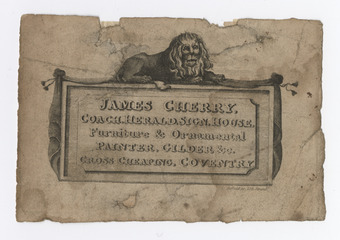 JAMES CHERRY,
COACH, HERALD, SIGN, HOUSE,
Furniture & Ornamental
PAINTER, GILDER, &c.
CROSS CHEAPING, COVENTRY